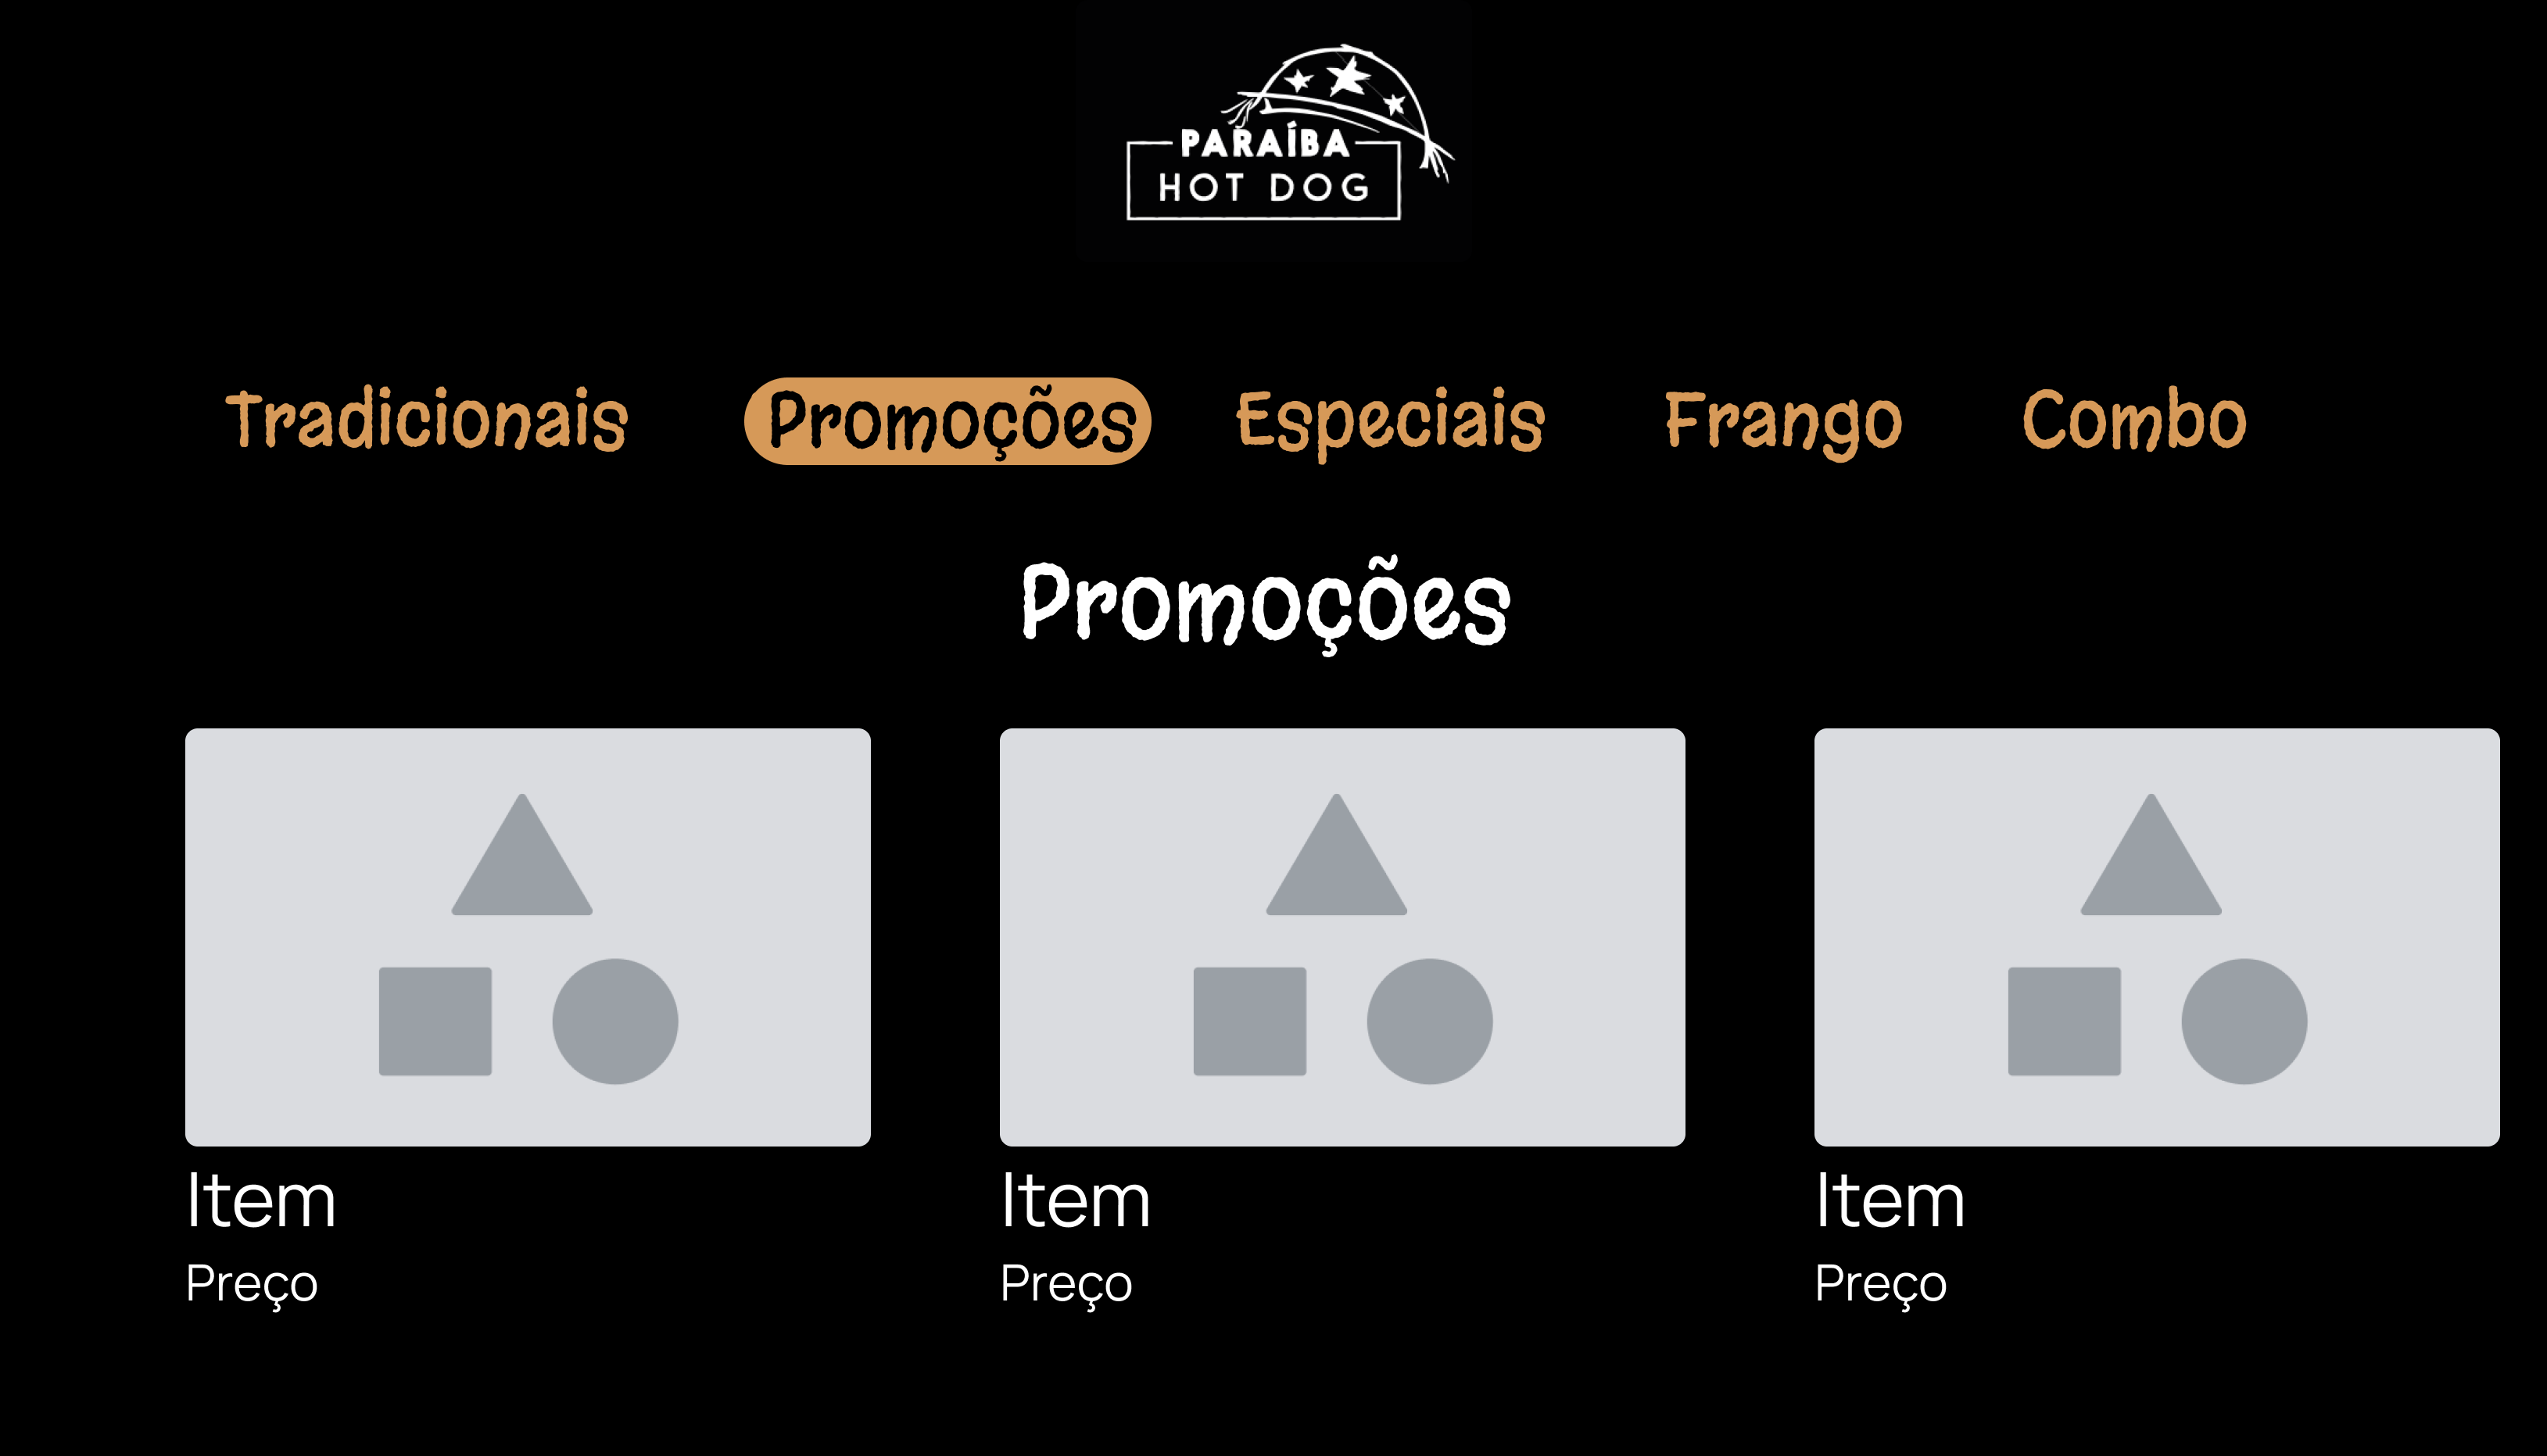 PARAÍBA
HOT DOG
Tradicionais Promoções Especiais Frango Combo
Promoções
Item Item Item
Preço Preço Preço